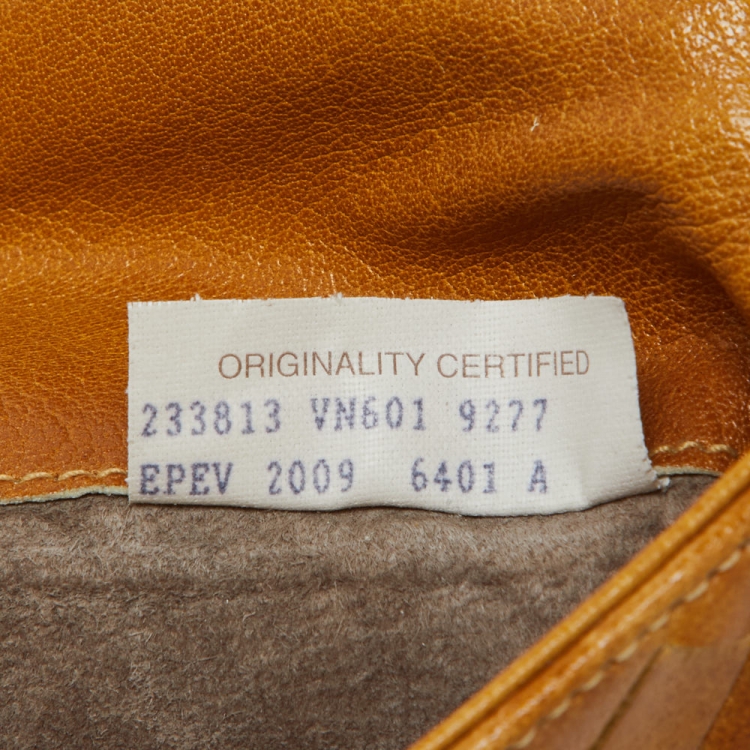 ORIGINALITY CERTIFIED
233813 VN601 9277
EPEV 2009 6401 A